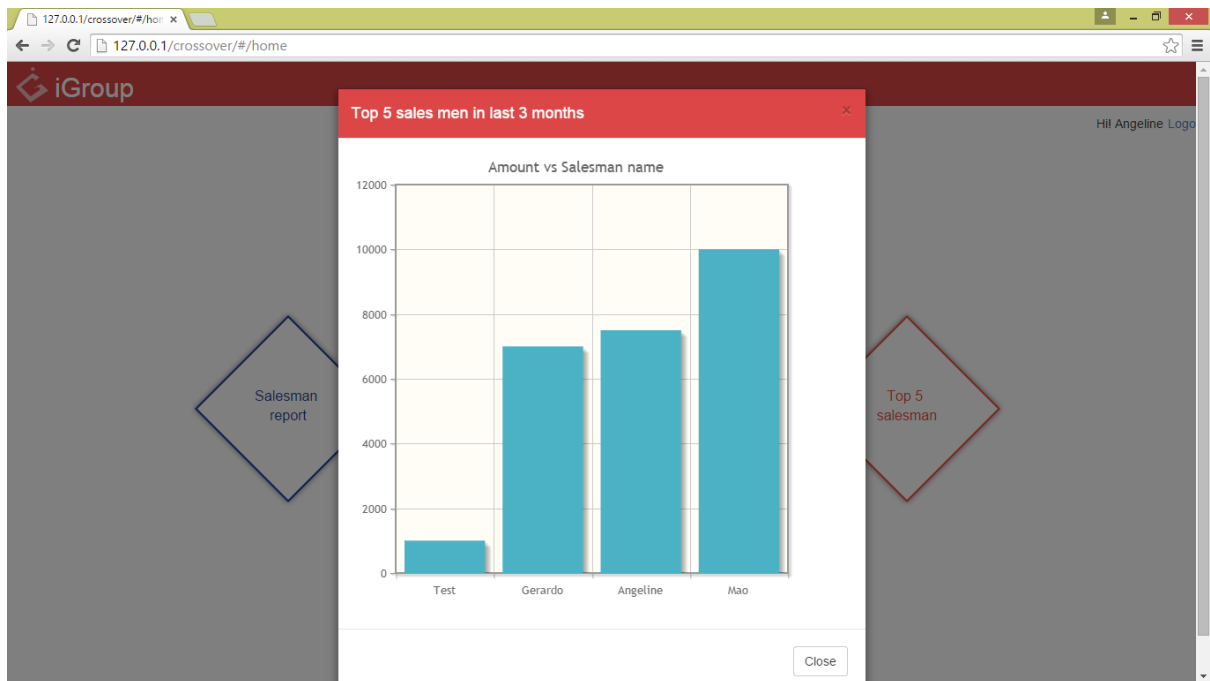 127.0.0.1/crossover/#/hom
127.0.0.1/crossover/#/home
iGroup
Hi! Angeline Logo
Top 5 sales men in last 3 months
×
Amount vs Salesman name
12000
10000
8000
6000
4000
2000
0
Test Gerardo Angeline Mao
Salesman
report
Top 5
salesman
Close